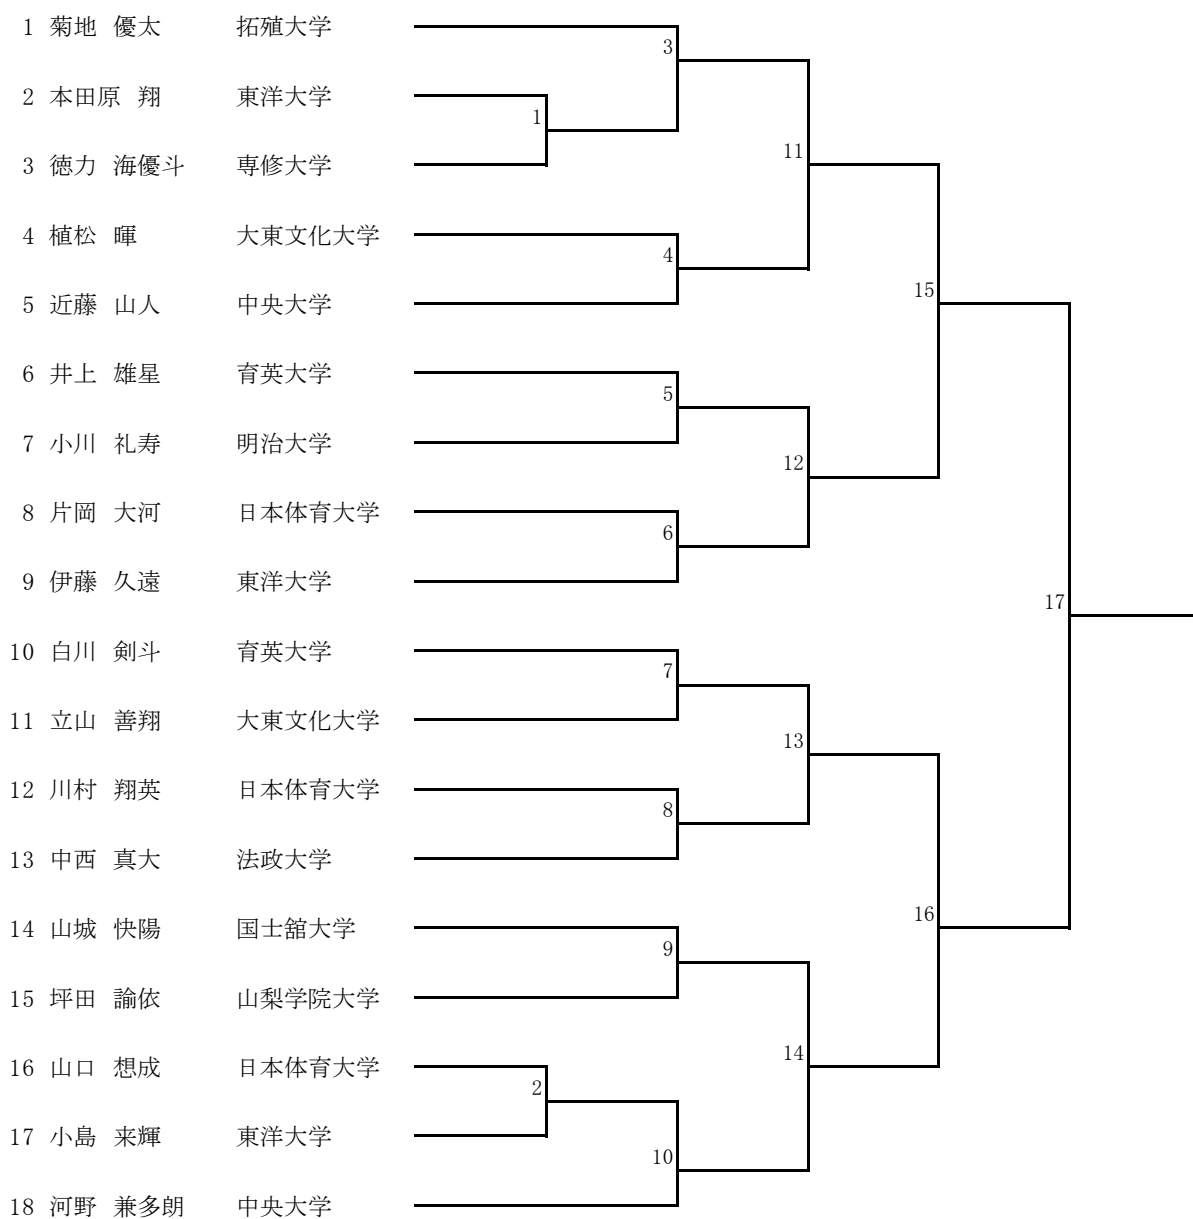 1 菊地 優太 拓殖大学
3
2 本田原 翔 東洋大学
1
3 徳力 海優斗 専修大学
11
4 植松 暉 大東文化大学
4
5 近藤 山人 中央大学
15
6 井上 雄星 育英大学
5
7 小川 礼寿 明治大学
12
8 片岡 大河 日本体育大学
6
9 伊藤 久遠 東洋大学
17
10 白川 剣斗 育英大学
7
11 立山 善翔 大東文化大学
13
12 川村 翔英 日本体育大学
8
13 中西 真大 法政大学
16
14 山城 快陽 国士舘大学
9
15 坪田 諭依 山梨学院大学
14
16 山口 想成 日本体育大学
2
17 小島 来輝 東洋大学
10
18 河野 兼多朗 中央大学